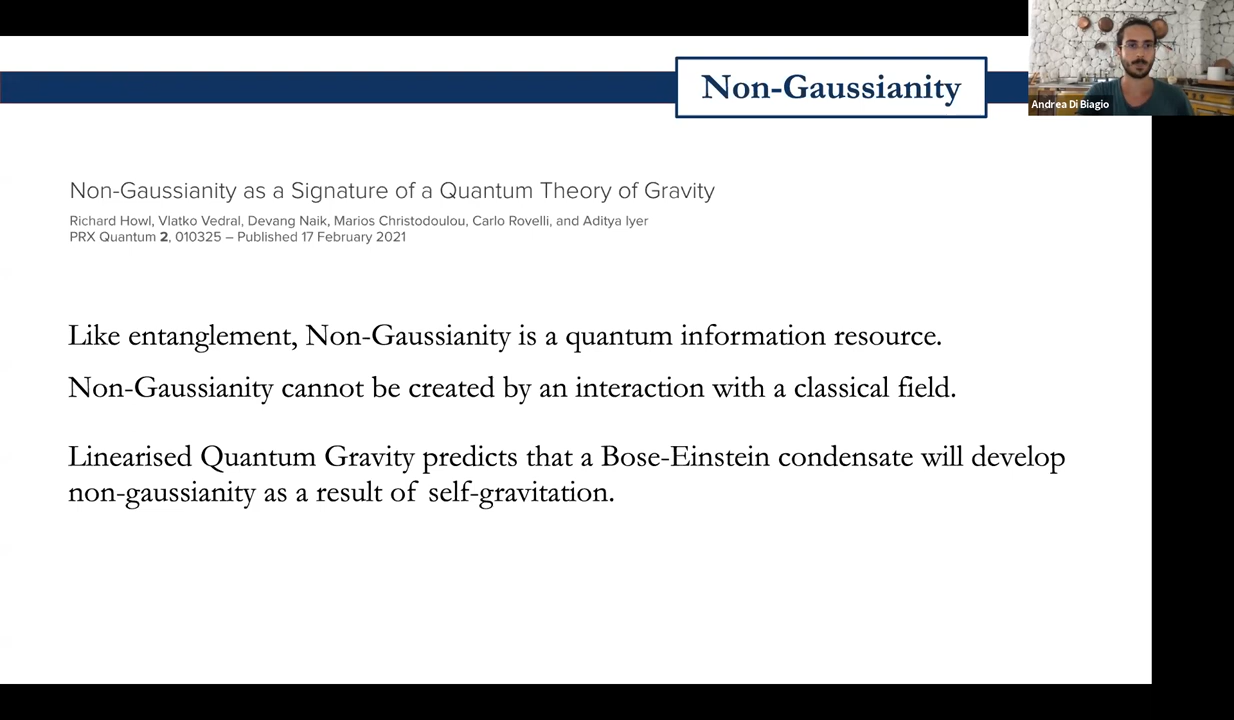 Non-Gaussianity
Andrea Di Biagio
Non-Gaussianity as a Signature of a Quantum Theory of Gravity
Richard Howl, Vlatko Vedral, Devang Naik, Marios Christodoulou, Carlo Rovelli, and Aditya Iyer
PRX Quantum 2, 010325 – Published 17 February 2021
Like entanglement, Non-Gaussianity is a quantum information resource.
Non-Gaussianity cannot be created by an interaction with a classical field.
Linearised Quantum Gravity predicts that a Bose-Einstein condensate will develop
non-gaussianity as a result of self-gravitation.